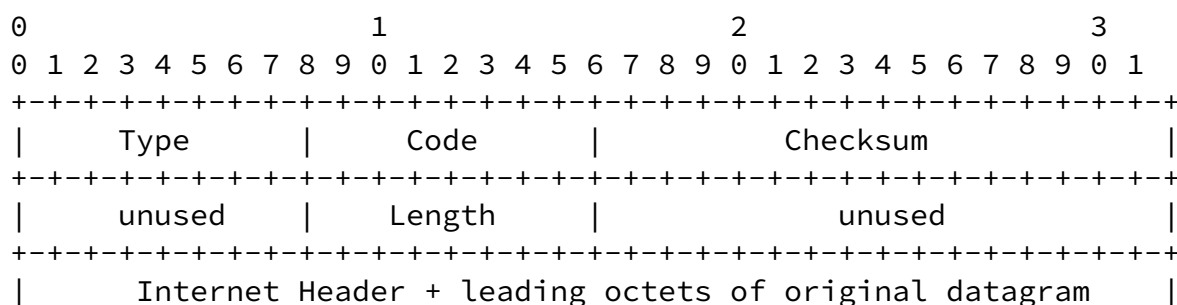 0                   1                   2                   3
0 1 2 3 4 5 6 7 8 9 0 1 2 3 4 5 6 7 8 9 0 1 2 3 4 5 6 7 8 9 0 1
+-+-+-+-+-+-+-+-+-+-+-+-+-+-+-+-+-+-+-+-+-+-+-+-+-+-+-+-+-+-+-+-+
|     Type      |     Code      |          Checksum             |
+-+-+-+-+-+-+-+-+-+-+-+-+-+-+-+-+-+-+-+-+-+-+-+-+-+-+-+-+-+-+-+-+
|     unused    |    Length     |             unused            |
+-+-+-+-+-+-+-+-+-+-+-+-+-+-+-+-+-+-+-+-+-+-+-+-+-+-+-+-+-+-+-+-+
|      Internet Header + leading octets of original datagram    |